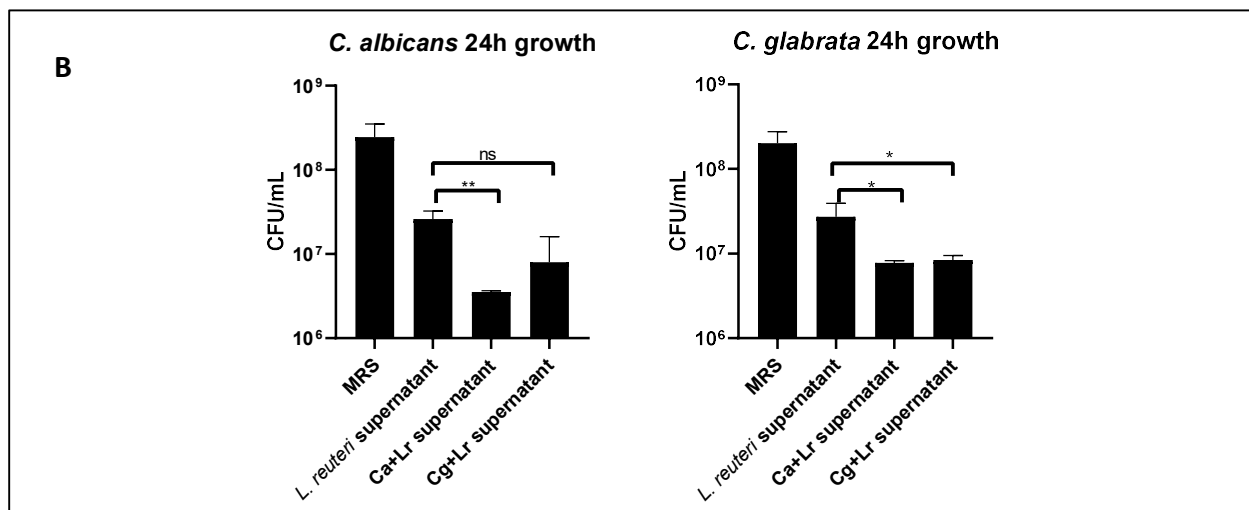 B
C. albicans 24h growth
10⁹
10⁸
10⁷
10⁶
CFU/mL
ns
**
MRS
L. reuteri supernatant
Ca+Lr supernatant
Cg+Lr supernatant
C. glabrata 24h growth
10⁹
10⁸
10⁷
10⁶
CFU/mL
*
*
MRS
L. reuteri supernatant
Ca+Lr supernatant
Cg+Lr supernatant